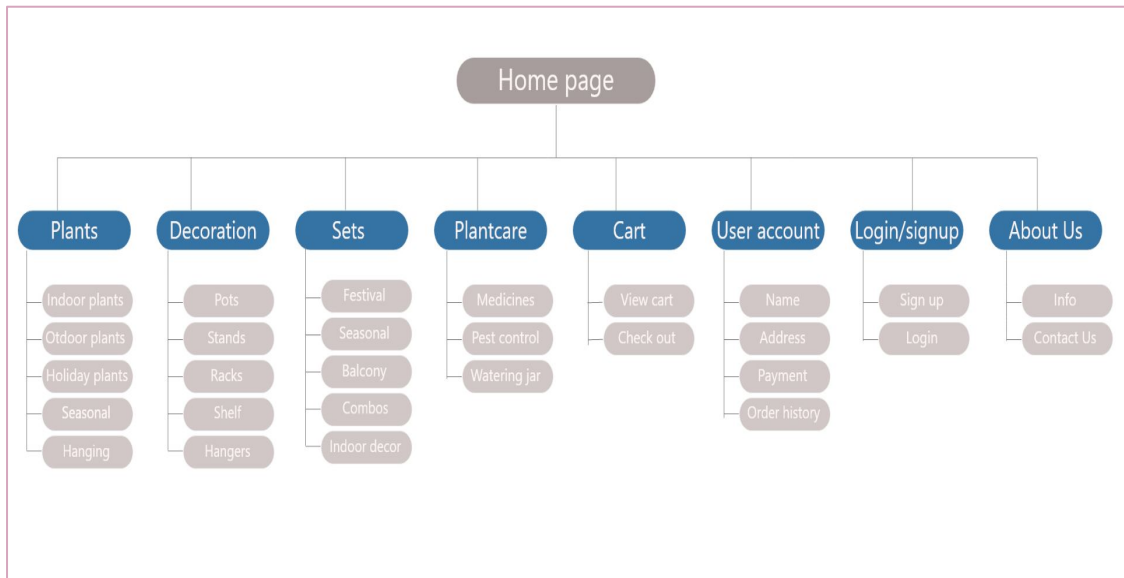 Home page
Plants
Decoration
Sets
Plantcare
Cart
User account
Login/signup
About Us
Indoor plants
Otdoor plants
Holiday plants
Seasonal
Hanging
Pots
Stands
Racks
Shelf
Hangers
Festival
Seasonal
Balcony
Combos
Indoor decor
Medicines
Pest control
Watering jar
View cart
Check out
Name
Address
Payment
Order history
Sign up
Login
Info
Contact Us